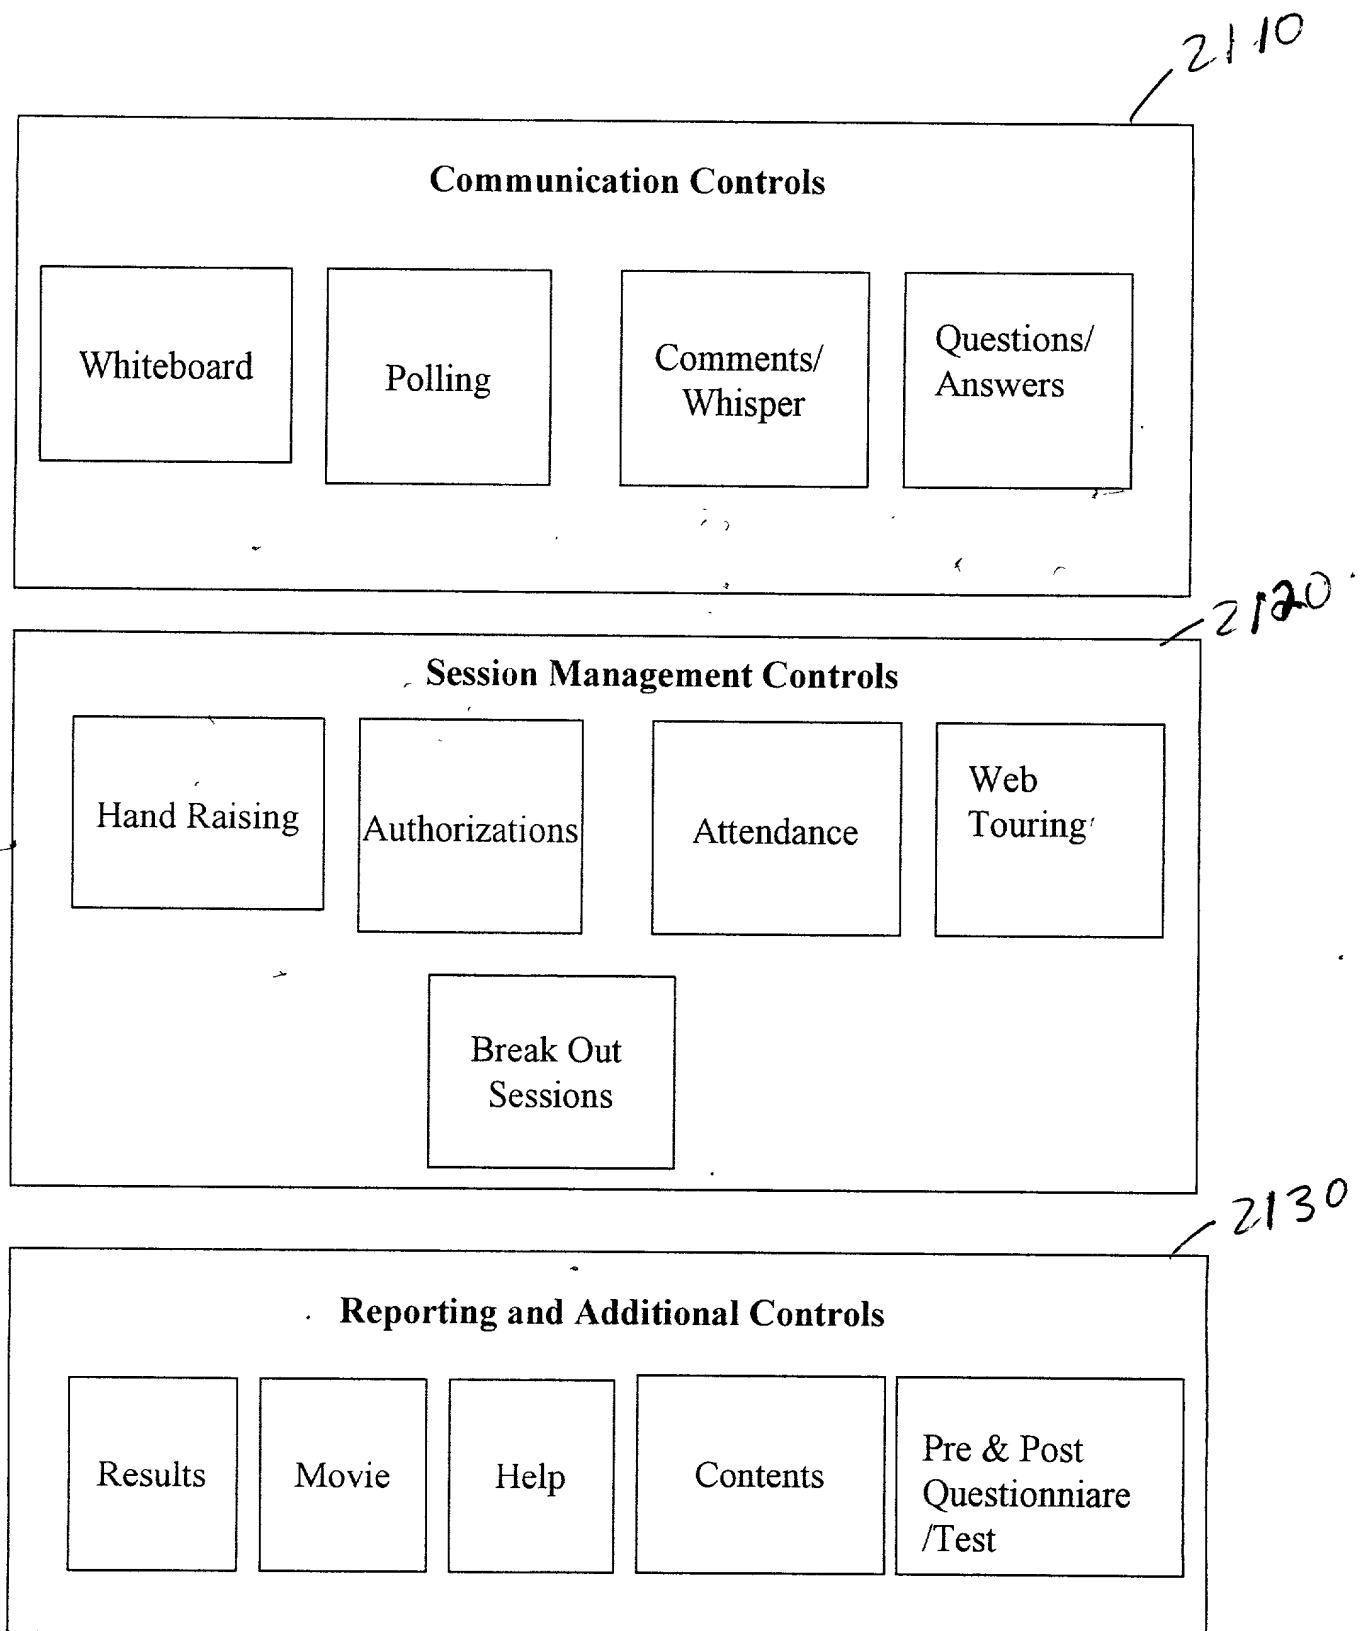 2110
Communication Controls
Whiteboard
Polling
Comments/
Whisper
Questions/
Answers
2120
Session Management Controls
Hand Raising
Authorizations
Attendance
Web
Touring
Break Out
Sessions
2130
Reporting and Additional Controls
Results
Movie
Help
Contents
Pre & Post
Questionniare
/Test